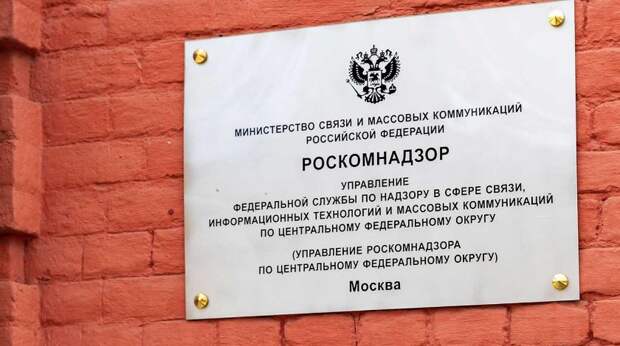 МИНИСТЕРСТВО СВЯЗИ И МАССОВЫХ КОММУНИКАЦИЙ
РОССИЙСКОЙ ФЕДЕРАЦИИ
РОСКОМНАДЗОР
УПРАВЛЕНИЕ
ФЕДЕРАЛЬНОЙ СЛУЖБЫ ПО НАДЗОРУ В СФЕРЕ СВЯЗИ,
ИНФОРМАЦИОННЫХ ТЕХНОЛОГИЙ И МАССОВЫХ КОММУНИКАЦИЙ
ПО ЦЕНТРАЛЬНОМУ ФЕДЕРАЛЬНОМУ ОКРУГУ
(УПРАВЛЕНИЕ РОСКОМНАДЗОРА
ПО ЦЕНТРАЛЬНОМУ ФЕДЕРАЛЬНОМУ ОКРУГУ)
Москва